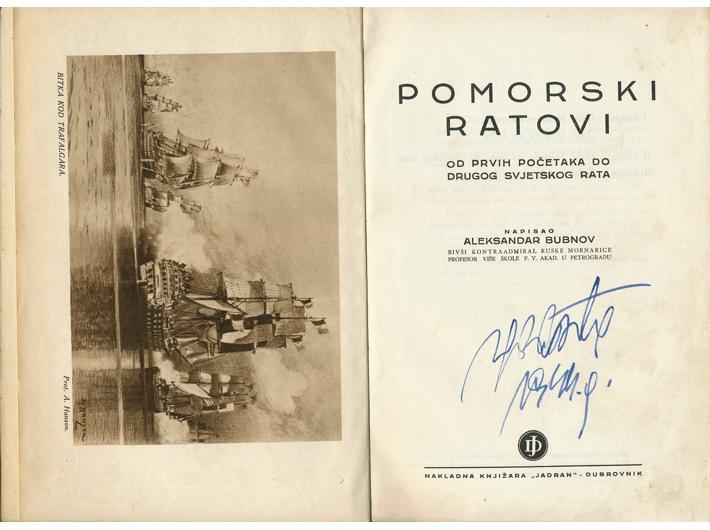 BITKA KOD TRAFALGARA.
Prof. A. Hanzen.
POMORSKI
RATOVI
OD PRVIH POČETAKA DO
DRUGOG SVJETSKOG RATA
NAPISAO
ALEKSANDAR BUBNOV
BIVŠI KONTRAADMIRAL RUSKE MORNARICE
PROFESOR VIŠE ŠKOLE P. V. AKAD. U PETROGRADU
NAKLADNA KNJIŽARA „JADRAN" - DUBROVNIK